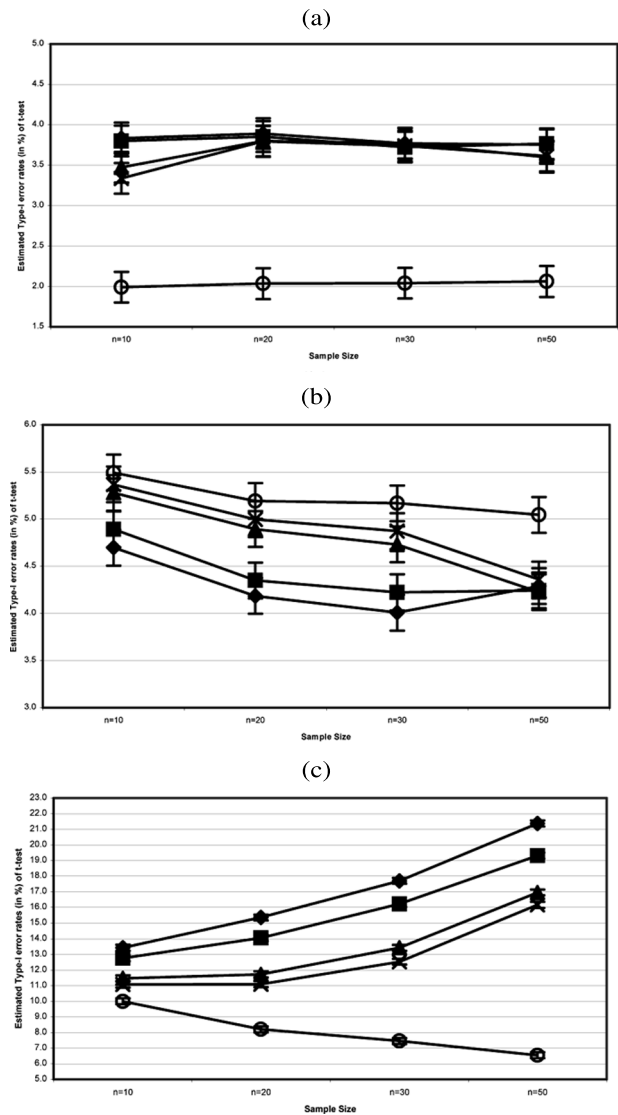 (a)
Estimated Type-I error rates (in %) of t-test
5.0
4.5
4.0
3.5
3.0
2.5
2.0
1.5
n=10 n=20 n=30 n=50
Sample Size
(b)
Estimated Type-I error rates (in %) of t-test
6.0
5.5
5.0
4.5
4.0
3.5
3.0
n=10 n=20 n=30 n=50
Sample Size
(c)
Estimated Type-I error rates (in %) of t-test
23.0
22.0
21.0
20.0
19.0
18.0
17.0
16.0
15.0
14.0
13.0
12.0
11.0
10.0
9.0
8.0
7.0
6.0
5.0
n=10 n=20 n=30 n=50
Sample Size